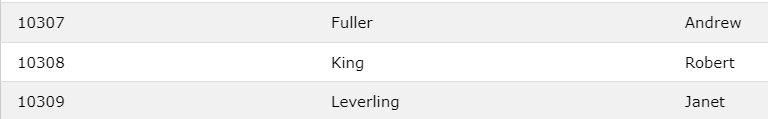 10307 Fuller Andrew
10308 King Robert
10309 Leverling Janet